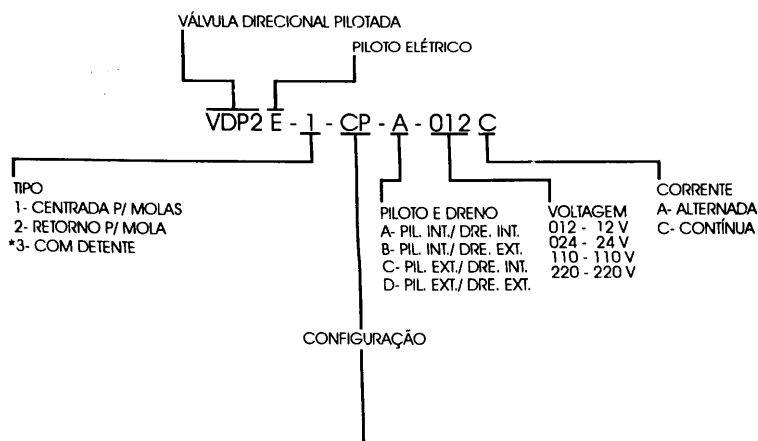 VÁLVULA DIRECIONAL PILOTADA
PILOTO ELÉTRICO
VDP2 E - 1 - CP - A - 012 C
TIPO
1- CENTRADA P/ MOLAS
2- RETORNO P/ MOLA
*3- COM DETENTE
PILOTO E DRENO
A- PIL. INT./ DRE. INT.
B- PIL. INT./ DRE. EXT.
C- PIL. EXT./ DRE. INT.
D- PIL. EXT./ DRE. EXT.
VOLTAGEM
012 - 12 V
024 - 24 V
110 - 110 V
220 - 220 V
CORRENTE
A- ALTERNADA
C- CONTÍNUA
CONFIGURAÇÃO